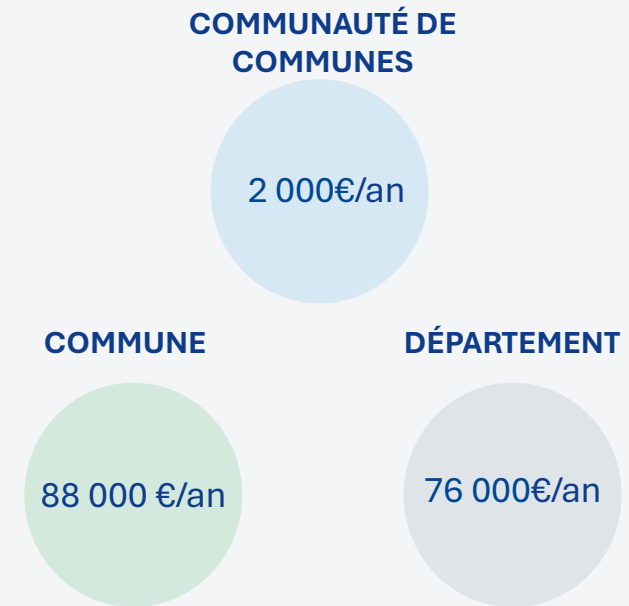 COMMUNAUTÉ DE
COMMUNES
2 000€/an
COMMUNE
88 000 €/an
DÉPARTEMENT
76 000€/an